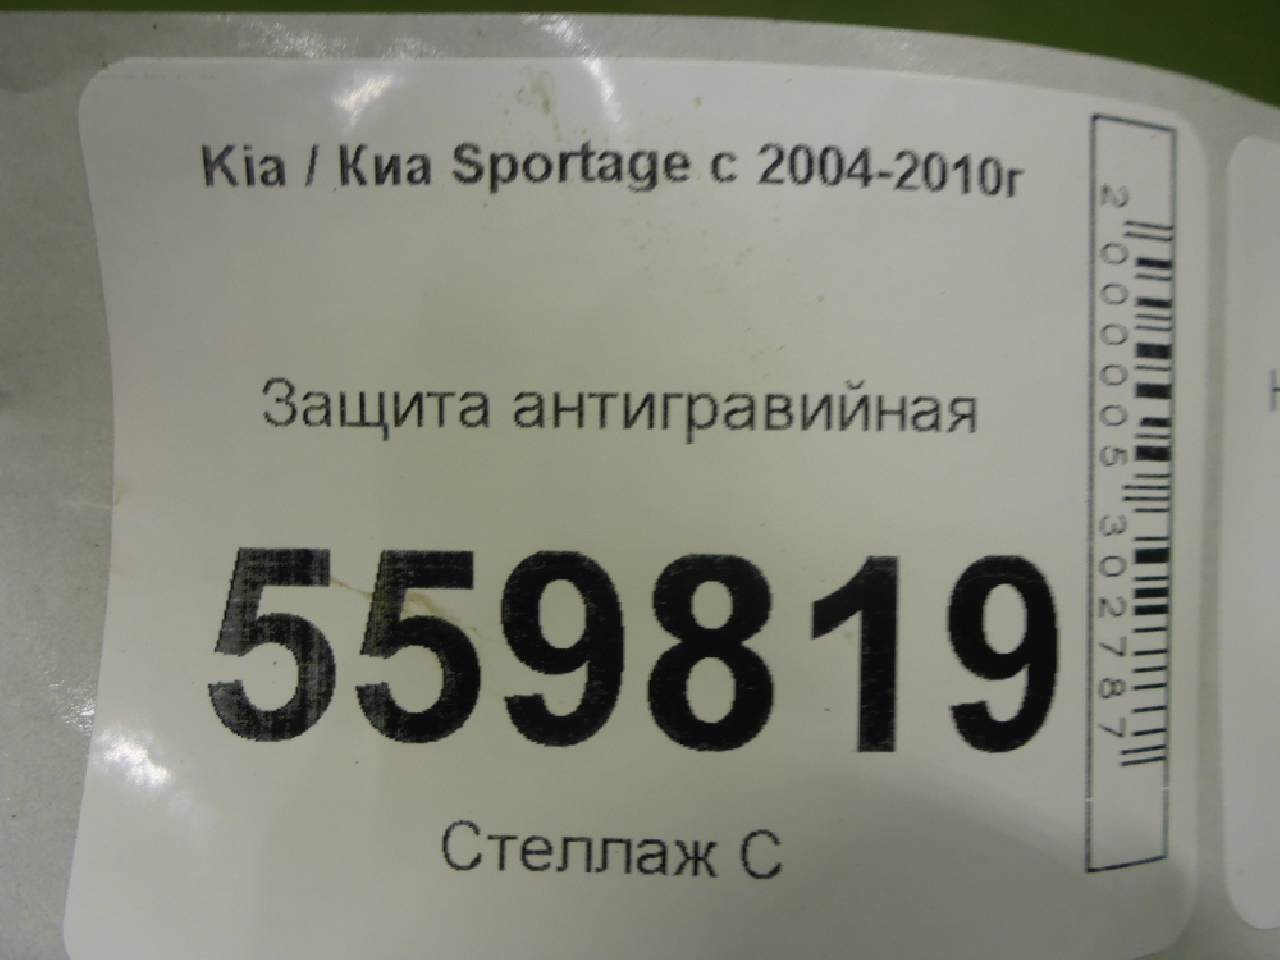 Kia / Киа Sportage с 2004-2010г
Защита антигравийная
559819
Стеллаж С
2000005302787